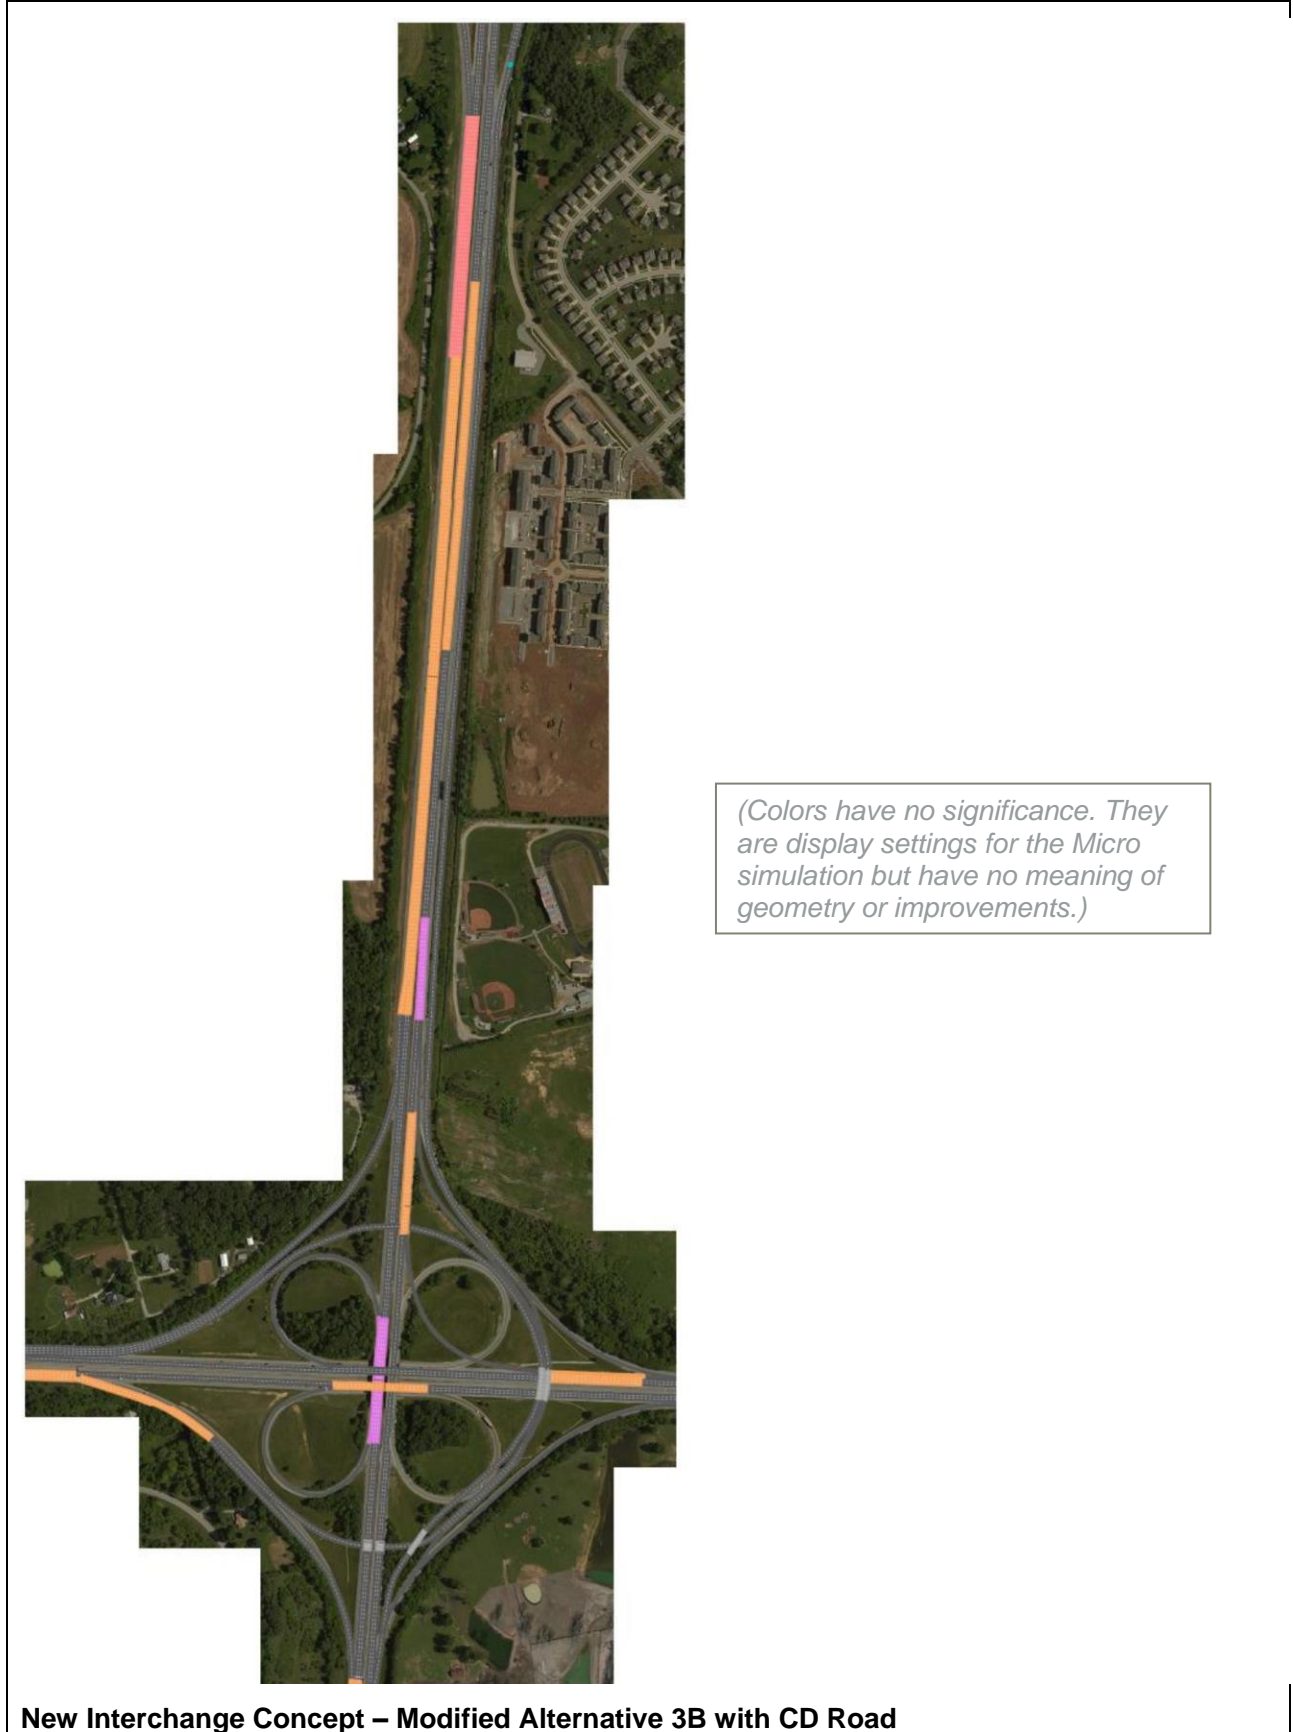 (Colors have no significance. They
are display settings for the Micro
simulation but have no meaning of
geometry or improvements.)
New Interchange Concept – Modified Alternative 3B with CD Road